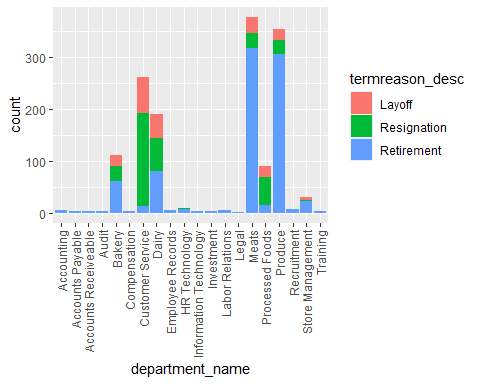 300
200
100
0
count
Accounting
Accounts Payable
Accounts Receiveable
Audit
Bakery
Compensation
Customer Service
Dairy
Employee Records
HR Technology
Information Technology
Investment
Labor Relations
Legal
Meats
Processed Foods
Produce
Recruitment
Store Management
Training
department_name
termreason_desc
Layoff
Resignation
Retirement